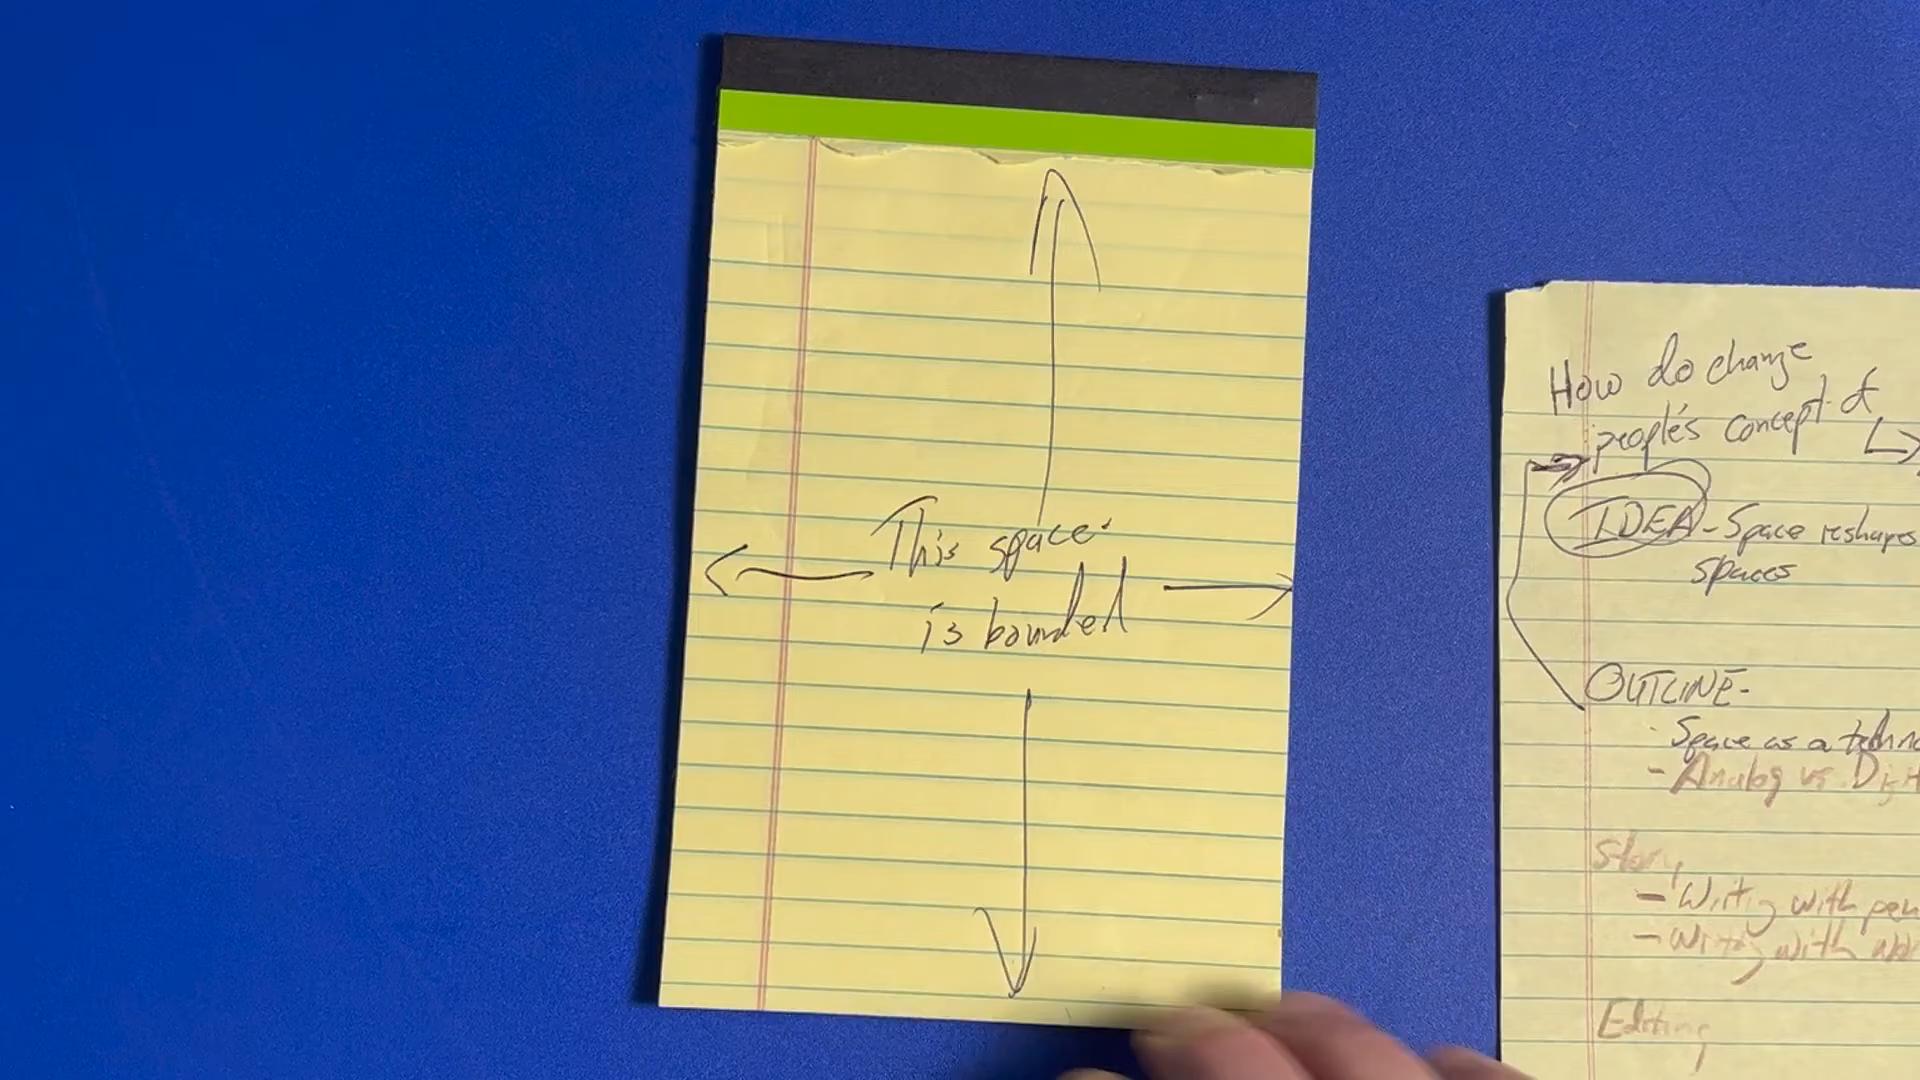 This space
is bounded
How do change
people's concept of
IDEA - Space reshapes
spaces
OUTLINE -
- Space as a
- Analog vs.
Story
- Writing with
- Writing with
Editing